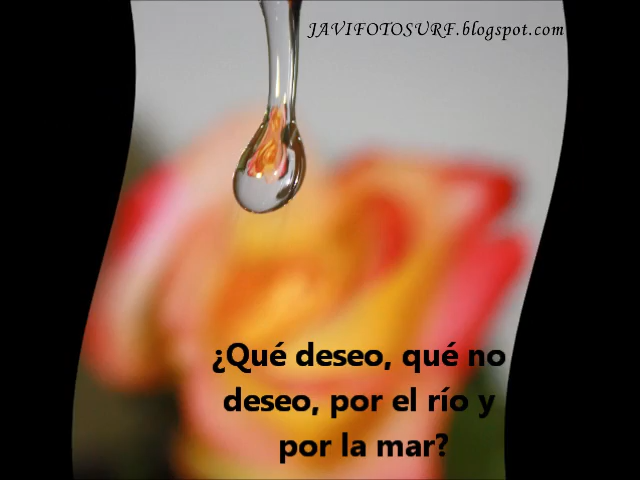 JAVIFOTOSURF.blogspot.com
¿Qué deseo, qué no
deseo, por el río y
por la mar?